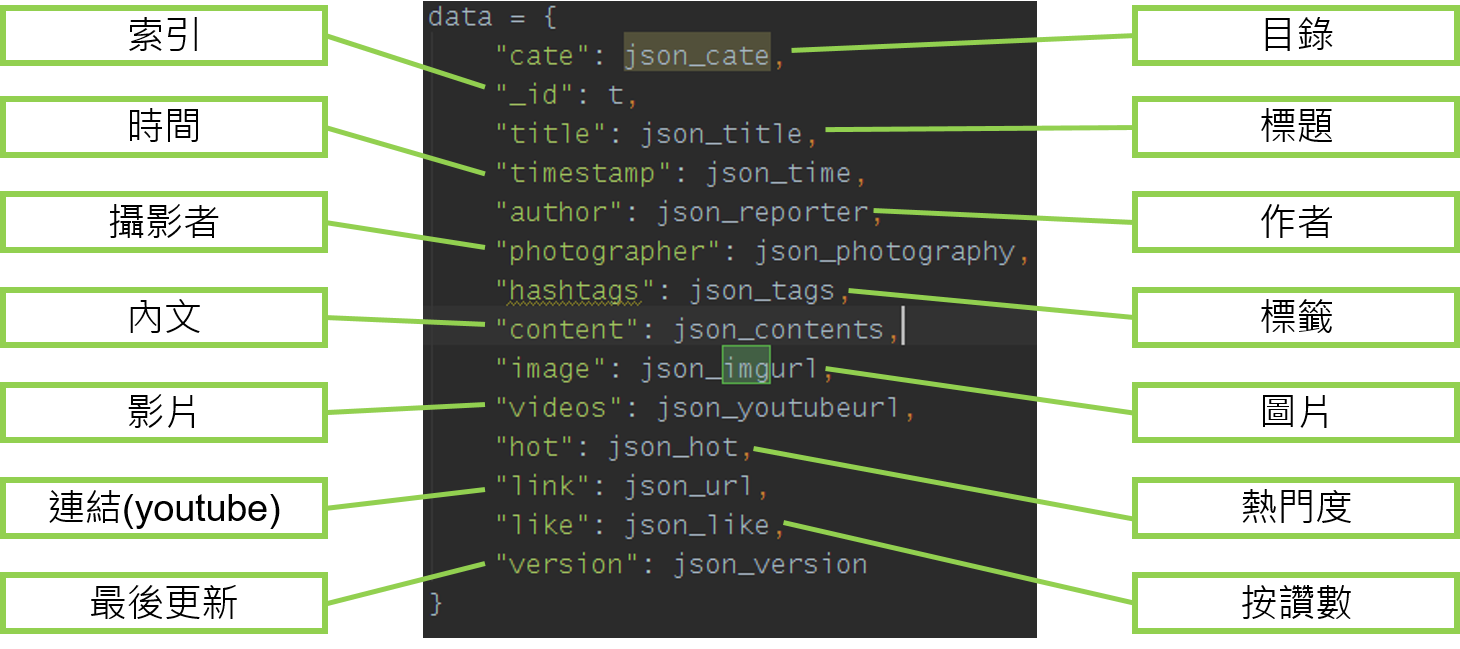 索引
時間
攝影者
內文
影片
連結(youtube)
最後更新
data = {
"cate": json_cate,
"_id": t,
"title": json_title,
"timestamp": json_time,
"author": json_reporter,
"photographer": json_photography,
"hashtags": json_tags,
"content": json_contents,
"image": json_imgurl,
"videos": json_youtubeurl,
"hot": json_hot,
"link": json_url,
"like": json_like,
"version": json_version
}
目錄
標題
作者
標籤
圖片
熱門度
按讚數